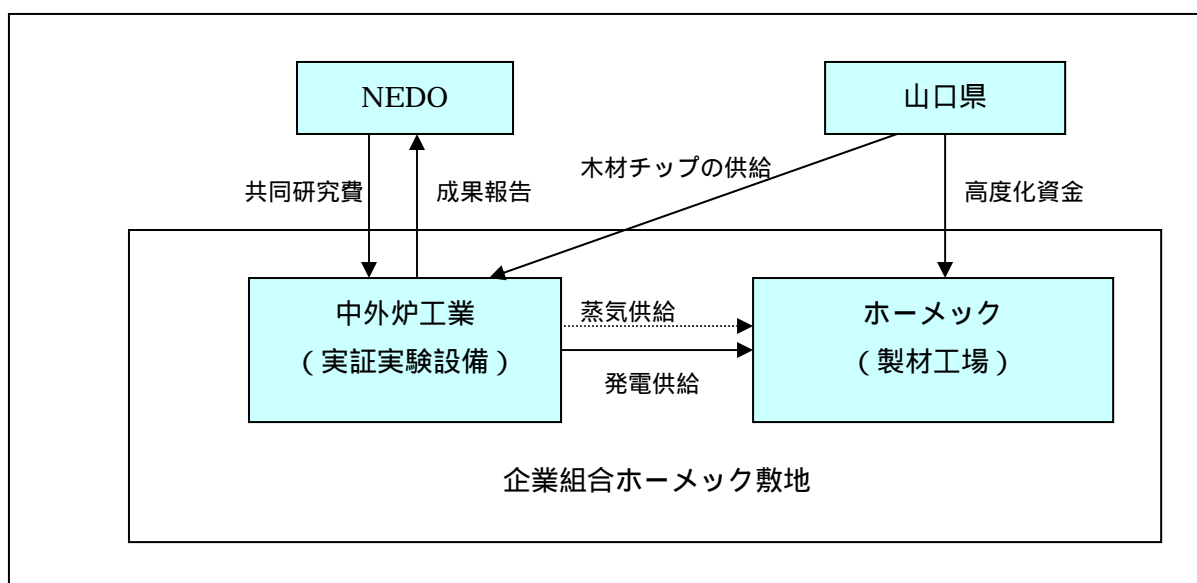 NEDO
山口県
木材チップの供給
共同研究費
成果報告
高度化資金
中外炉工業
（実証実験設備）
蒸気供給
発電供給
ホーメック
（製材工場）
企業組合ホーメック敷地